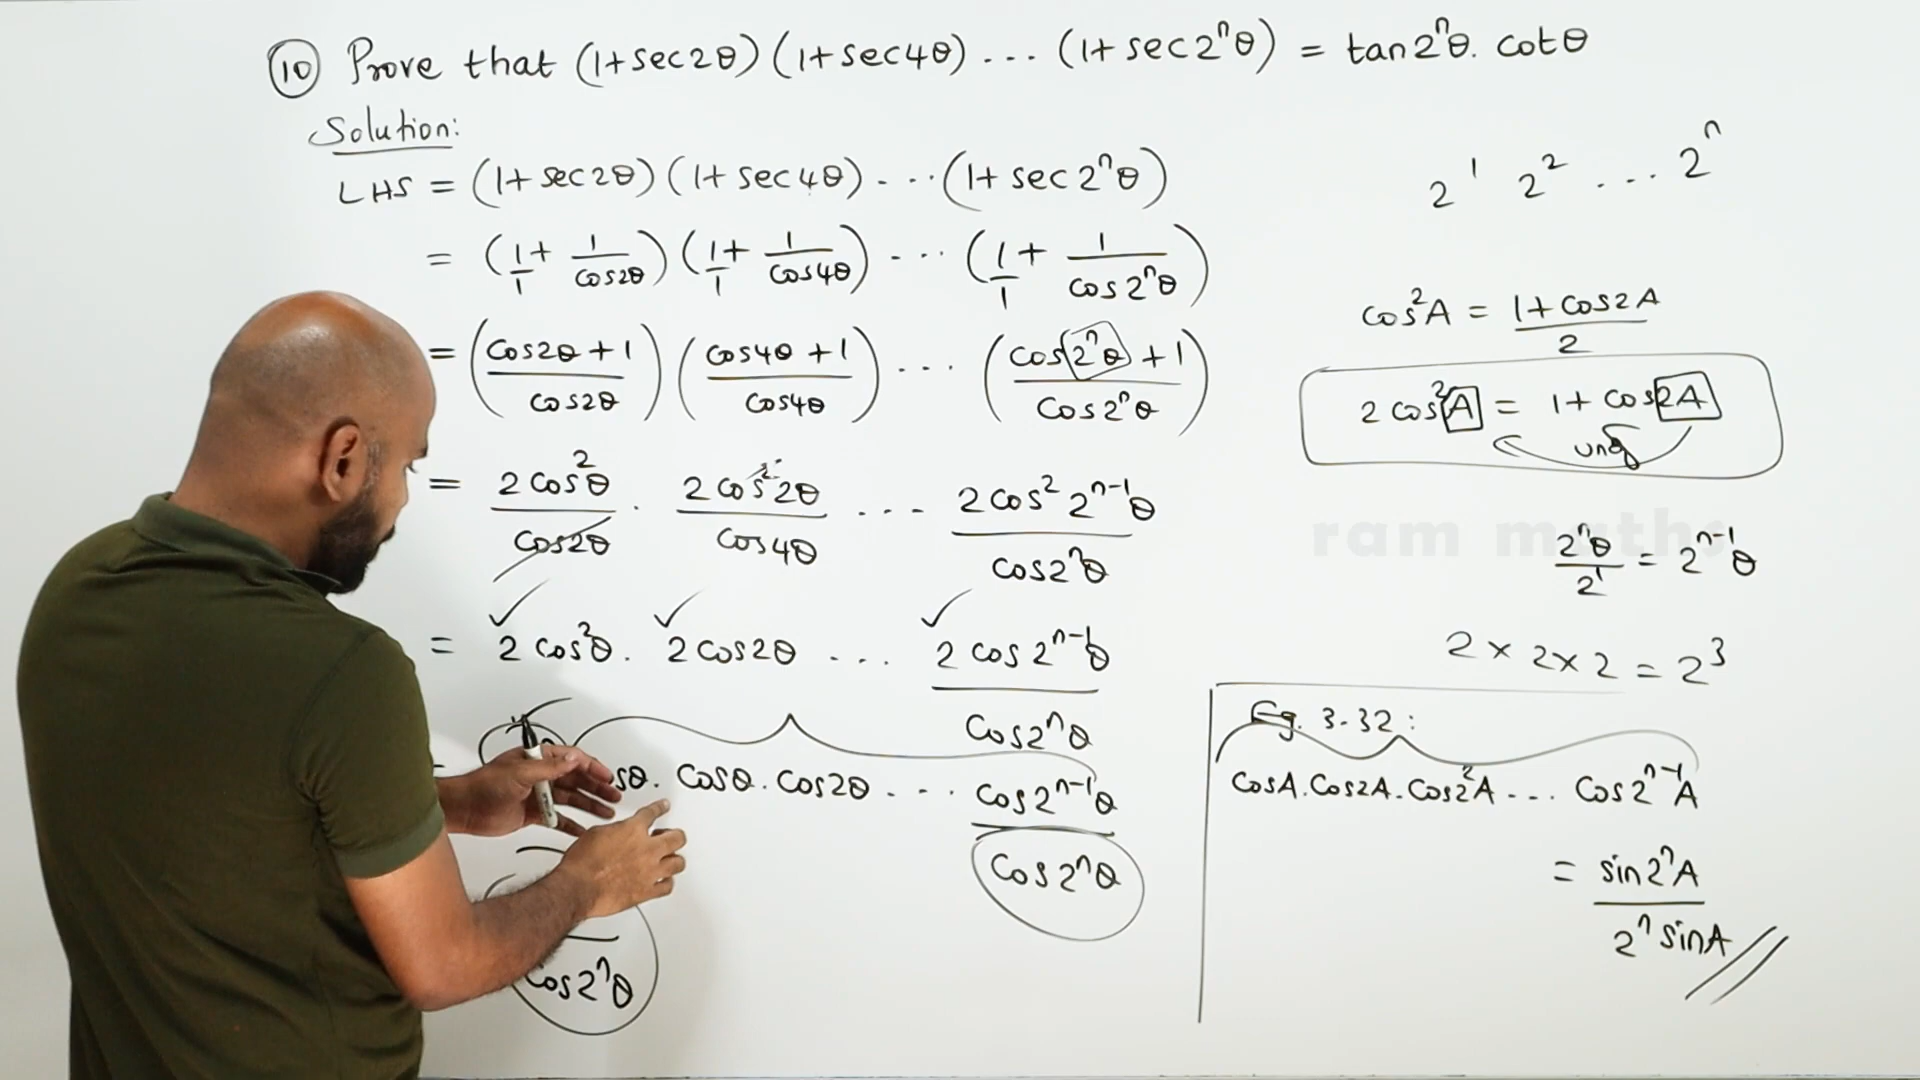 10 Prove that (1+sec2θ)(1+sec4θ)...(1+sec2ⁿθ) = tan2ⁿθ. cotθ
Solution:
LHS = (1+sec2θ)(1+sec4θ)...(1+sec2ⁿθ)
= (1/1 + 1/cos2θ)(1/1 + 1/cos4θ)...(1/1 + 1/cos2ⁿθ)
= ((cos2θ+1)/cos2θ)((cos4θ+1)/cos4θ)...((cos2ⁿθ+1)/cos2ⁿθ)
= 2cos²θ/cos2θ . 2cos²2θ/cos4θ ... 2cos²2ⁿ⁻¹θ/cos2ⁿθ
= 2cos²θ. 2cos2θ ... 2cos2ⁿ⁻¹θ/cos2ⁿθ
sθ. cosθ. cos2θ ... cos2ⁿ⁻¹θ/cos2ⁿθ
cos2ⁿθ
2¹ 2² ... 2ⁿ
cos²A = (1+cos2A)/2
2cos²A = 1+cos2A
ram maths
2ⁿθ/2¹ = 2ⁿ⁻¹θ
2×2×2 = 2³
Eg. 3.32:
cosA.cos2A.cos2²A ... cos2ⁿ⁻¹A
= sin2ⁿA/2ⁿsinA